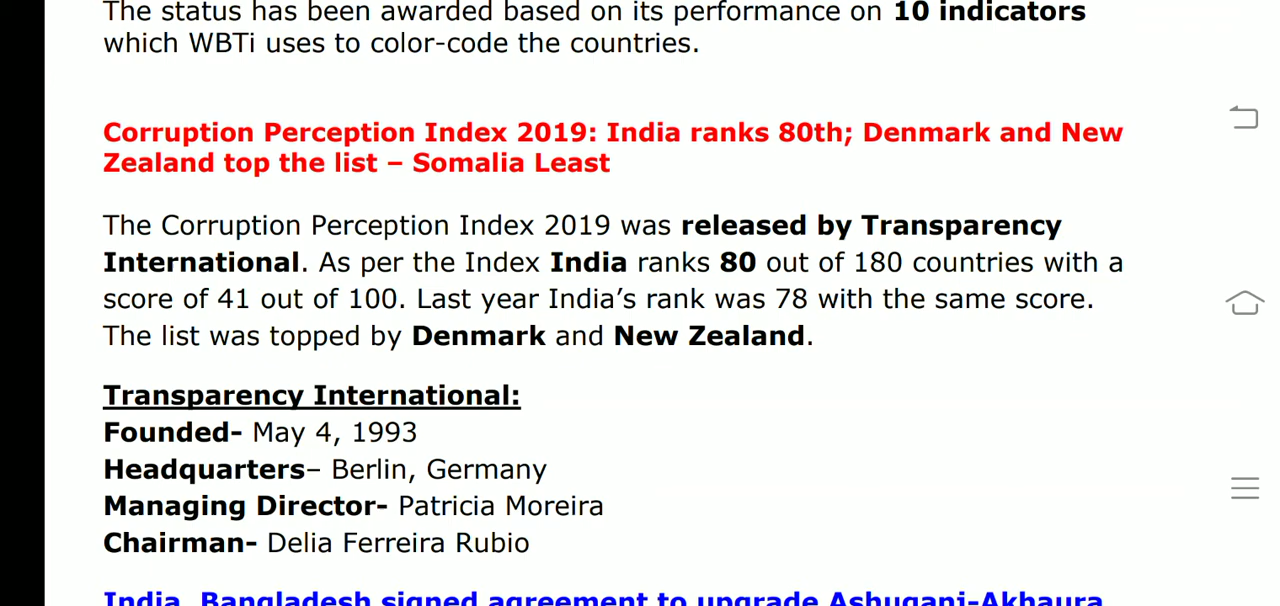 The status has been awarded based on its performance on 10 indicators
which WBTi uses to color-code the countries.
Corruption Perception Index 2019: India ranks 80th; Denmark and New
Zealand top the list – Somalia Least
The Corruption Perception Index 2019 was released by Transparency
International. As per the Index India ranks 80 out of 180 countries with a
score of 41 out of 100. Last year India’s rank was 78 with the same score.
The list was topped by Denmark and New Zealand.
Transparency International:
Founded- May 4, 1993
Headquarters– Berlin, Germany
Managing Director- Patricia Moreira
Chairman- Delia Ferreira Rubio
India, Bangladesh signed agreement to upgrade Ashuganj-Akhaura